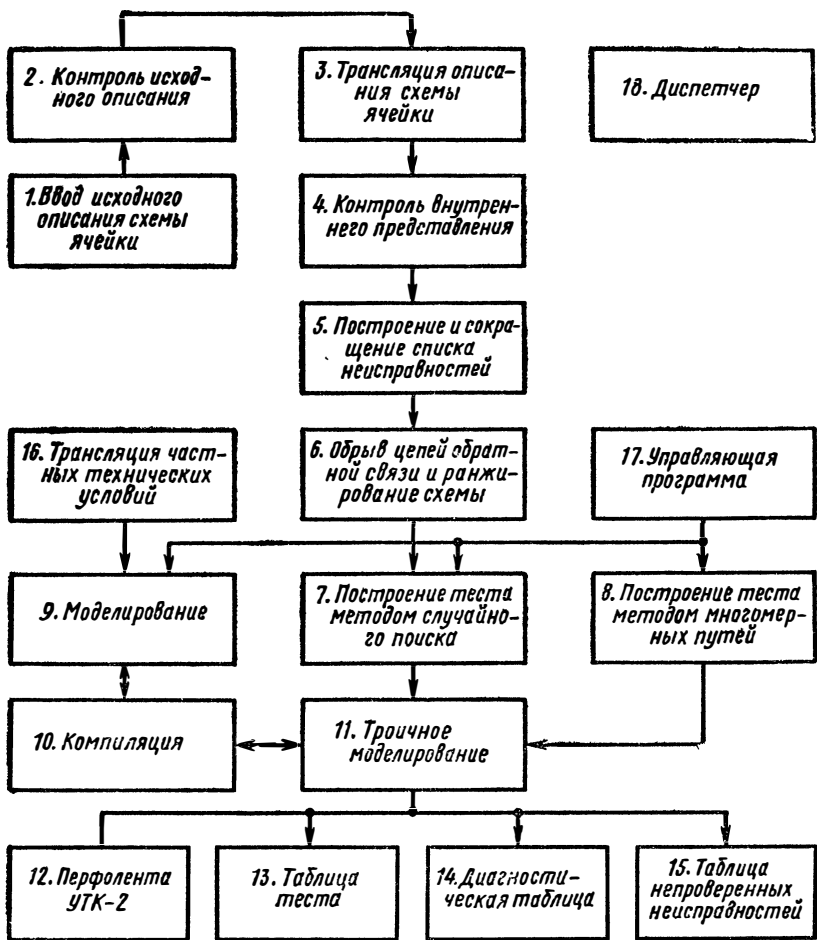 2. Контроль исход-
ного описания
3. Трансляция описа-
ния схемы
ячейки
18. Диспетчер
1. Ввод исходного
описания схемы
ячейки
4. Контроль внутрен-
него представления
5. Построение и сокра-
щение списка
неисправностей
16. Трансляция част-
ных технических
условий
6. Обрыв цепей обрат-
ной связи и ранжи-
рование схемы
17. Управляющая
программа
9. Моделирование
7. Построение теста
методом случайно-
го поиска
8. Построение теста
методом многомер-
ных путей
10. Компиляция
11. Троичное
моделирование
12. Перфолента
УТК-2
13. Таблица
теста
14. Диагности-
ческая таблица
15. Таблица
непроверенных
неисправностей